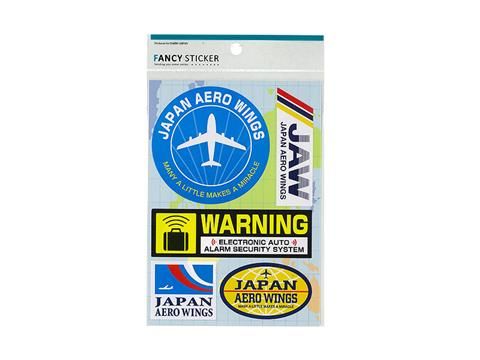 FANCY STICKER
JAPAN AERO WINGS
MANY A LITTLE MAKES A MIRACLE
JAW
JAPAN AERO WINGS
WARNING
ELECTRONIC AUTO
ALARM SECURITY SYSTEM
JAPAN
AERO WINGS
JAPAN
AERO WINGS
MANY A LITTLE MAKES A MIRACLE